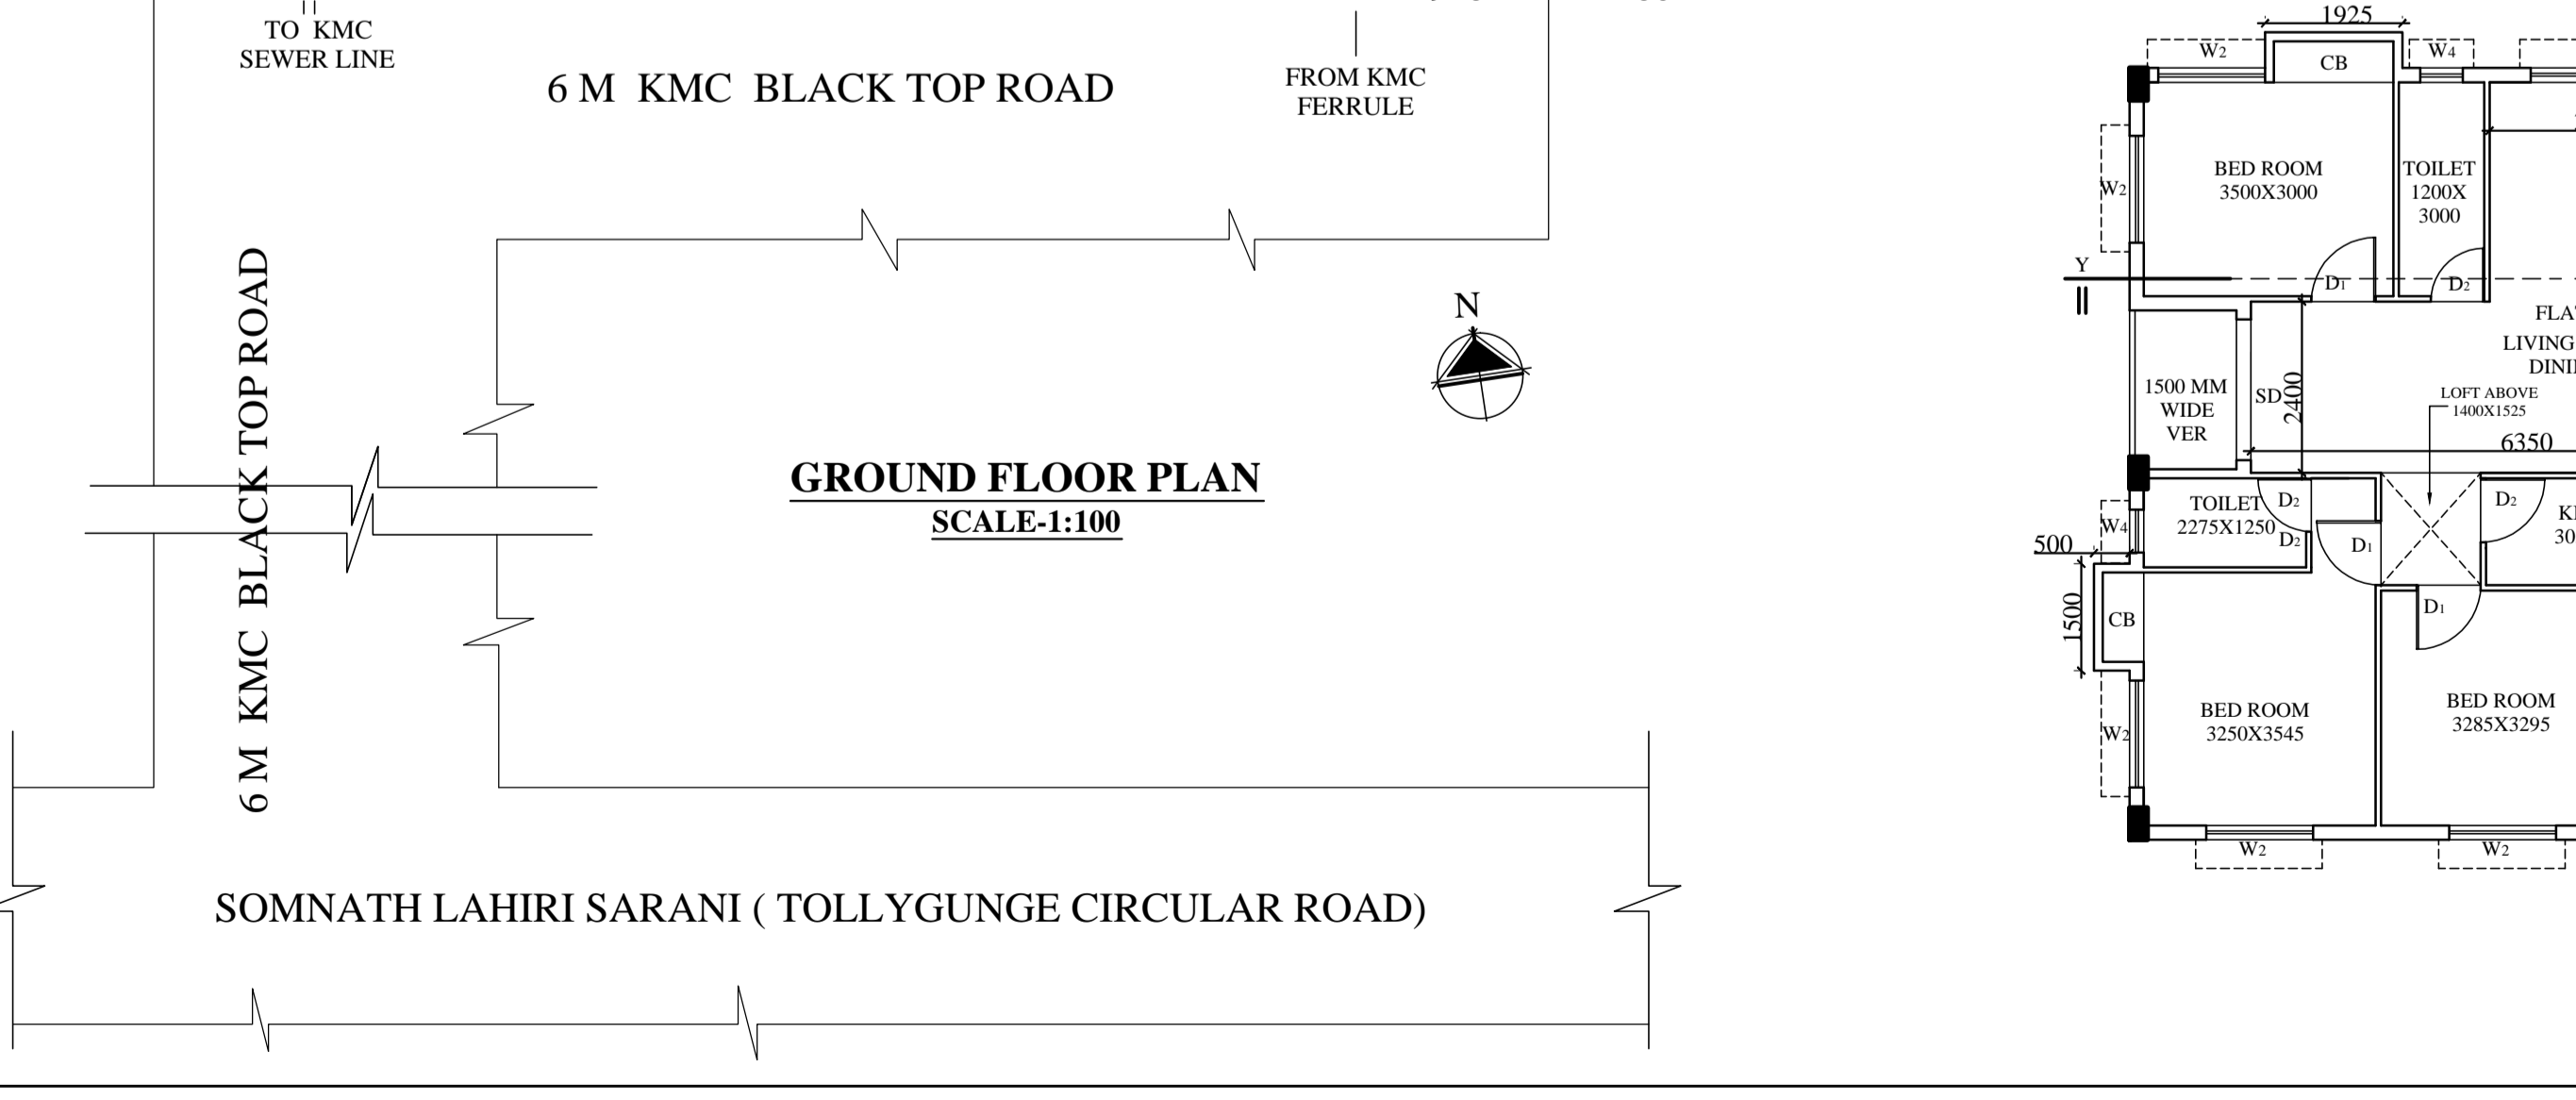 TO KMC
SEWER LINE
6 M KMC BLACK TOP ROAD
FROM KMC
FERRULE
6 M KMC BLACK TOP ROAD
N
GROUND FLOOR PLAN
SCALE-1:100
SOMNATH LAHIRI SARANI ( TOLLYGUNGE CIRCULAR ROAD)
1925
W2
CB
W4
W2
BED ROOM
3500X3000
TOILET
1200X
3000
Y
D1
D2
LIVING
1500 MM
WIDE
VER
SD
2400
LOFT ABOVE
1400X1525
6350
TOILET
2275X1250
D2
D2
D1
D2
W4
500
1500
CB
D1
BED ROOM
3250X3545
BED ROOM
3285X3295
W2
W2
W2